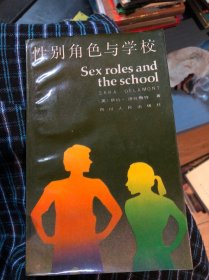 性别角色与学校
Sex roles and
the school
SARA DELAMONT
四川人民出版社